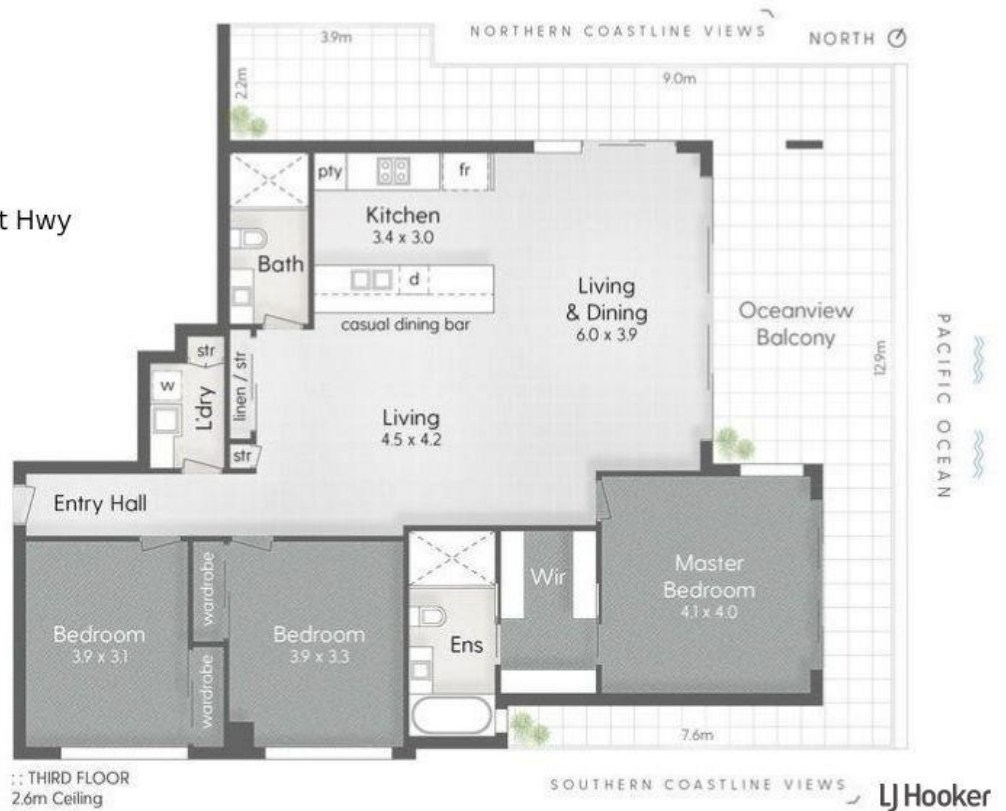 NORTHERN COASTLINE VIEWS
NORTH
3.9m
9.0m
2.2m
t Hwy
pty
fr
Kitchen
3.4 x 3.0
Bath
d
casual dining bar
Living
& Dining
6.0 x 3.9
Oceanview
Balcony
12.9m
PACIFIC OCEAN
str
w
L'dry
linen / str
str
Living
4.5 x 4.2
Entry Hall
wardrobe
wardrobe
Bedroom
3.9 x 3.1
Bedroom
3.9 x 3.3
Ens
Wir
Master
Bedroom
4.1 x 4.0
7.6m
:: THIRD FLOOR
2.6m Ceiling
SOUTHERN COASTLINE VIEWS
LJ Hooker